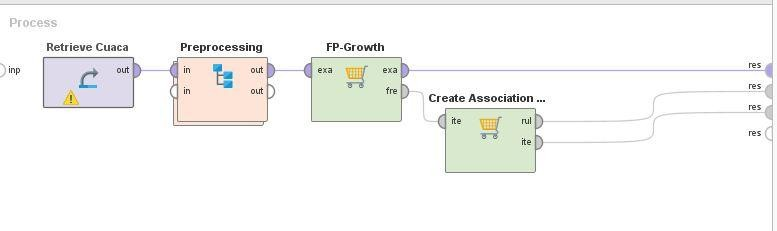 Process
Retrieve Cuaca
Preprocessing
FP-Growth
inp
out
in
out
exa
exa
res
in
out
fre
res
Create Association ...
ite
rul
res
ite
res